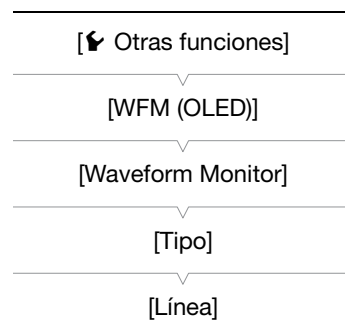 [Otras funciones]
[WFM (OLED)]
[Waveform Monitor]
[Tipo]
[Línea]